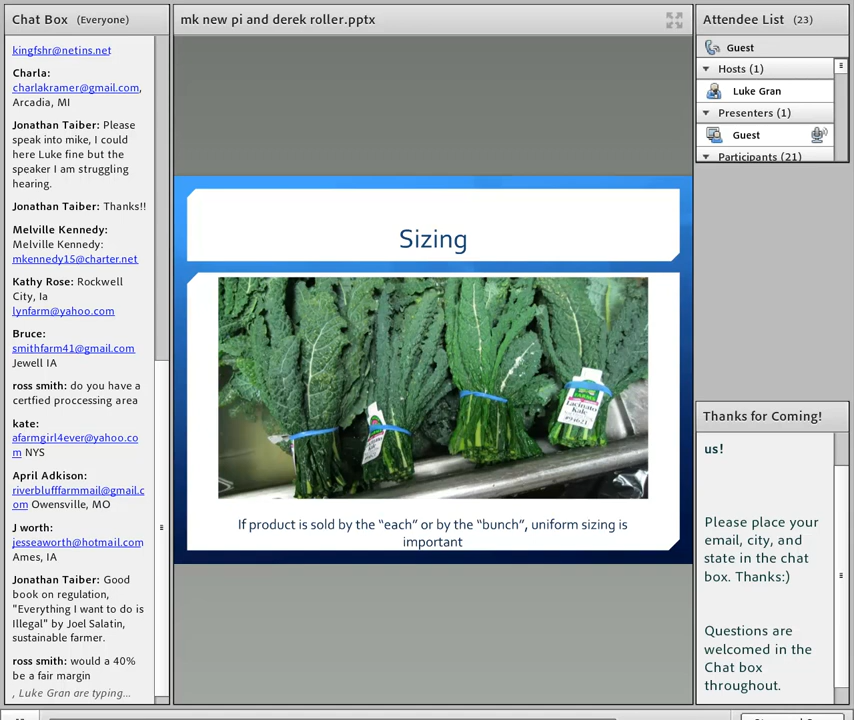 Chat Box (Everyone)
kingfshr@netins.net
Charla:
charlakramer@gmail.com,
Arcadia, MI
Jonathan Taiber: Please
speak into mike, I could
here Luke fine but the
speaker I am struggling
hearing.
Jonathan Taiber: Thanks!!
Melville Kennedy:
Melville Kennedy:
mkennedy15@charter.net
Kathy Rose: Rockwell
City, Ia
lynfarm@yahoo.com
Bruce:
smithfarm41@gmail.com
Jewell IA
ross smith: do you have a
certfied proccessing area
kate:
afarmgirl4ever@yahoo.co
m NYS
April Adkison:
riverblufffarmmail@gmail.c
om Owensville, MO
J worth:
jesseaworth@hotmail.com
Ames, IA
Jonathan Taiber: Good
book on regulation,
"Everything I want to do is
Illegal" by Joel Salatin,
sustainable farmer.
ross smith: would a 40%
be a fair margin
, Luke Gran are typing...
mk new pi and derek roller.pptx
Sizing
FARMS
Lacinato
Kale
#94627
If product is sold by the “each” or by the “bunch”, uniform sizing is
important
Attendee List (23)
Guest
Hosts (1)
Luke Gran
Presenters (1)
Guest
Participants (21)
Thanks for Coming!
us!
Please place your
email, city, and
state in the chat
box. Thanks:)
Questions are
welcomed in the
Chat box
throughout.